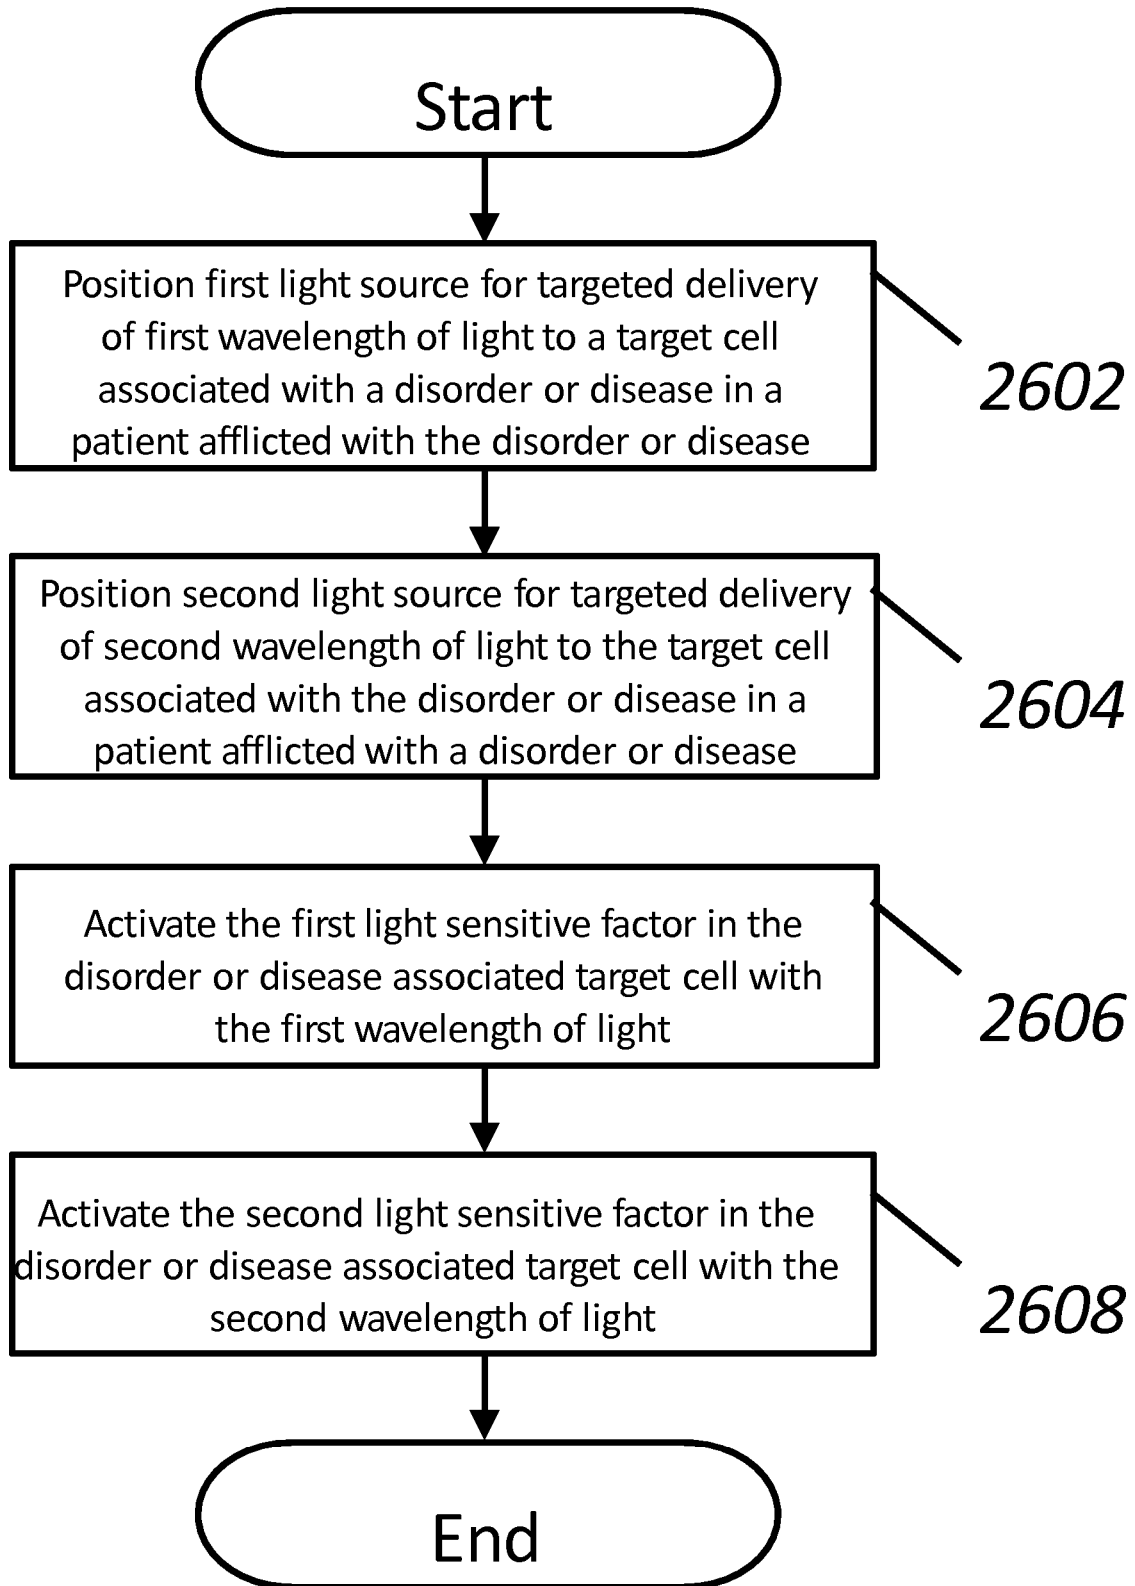 Start
Position first light source for targeted delivery
of first wavelength of light to a target cell
associated with a disorder or disease in a
patient afflicted with the disorder or disease
2602
Position second light source for targeted delivery
of second wavelength of light to the target cell
associated with the disorder or disease in a
patient afflicted with a disorder or disease
2604
Activate the first light sensitive factor in the
disorder or disease associated target cell with
the first wavelength of light
2606
Activate the second light sensitive factor in the
disorder or disease associated target cell with the
second wavelength of light
2608
End